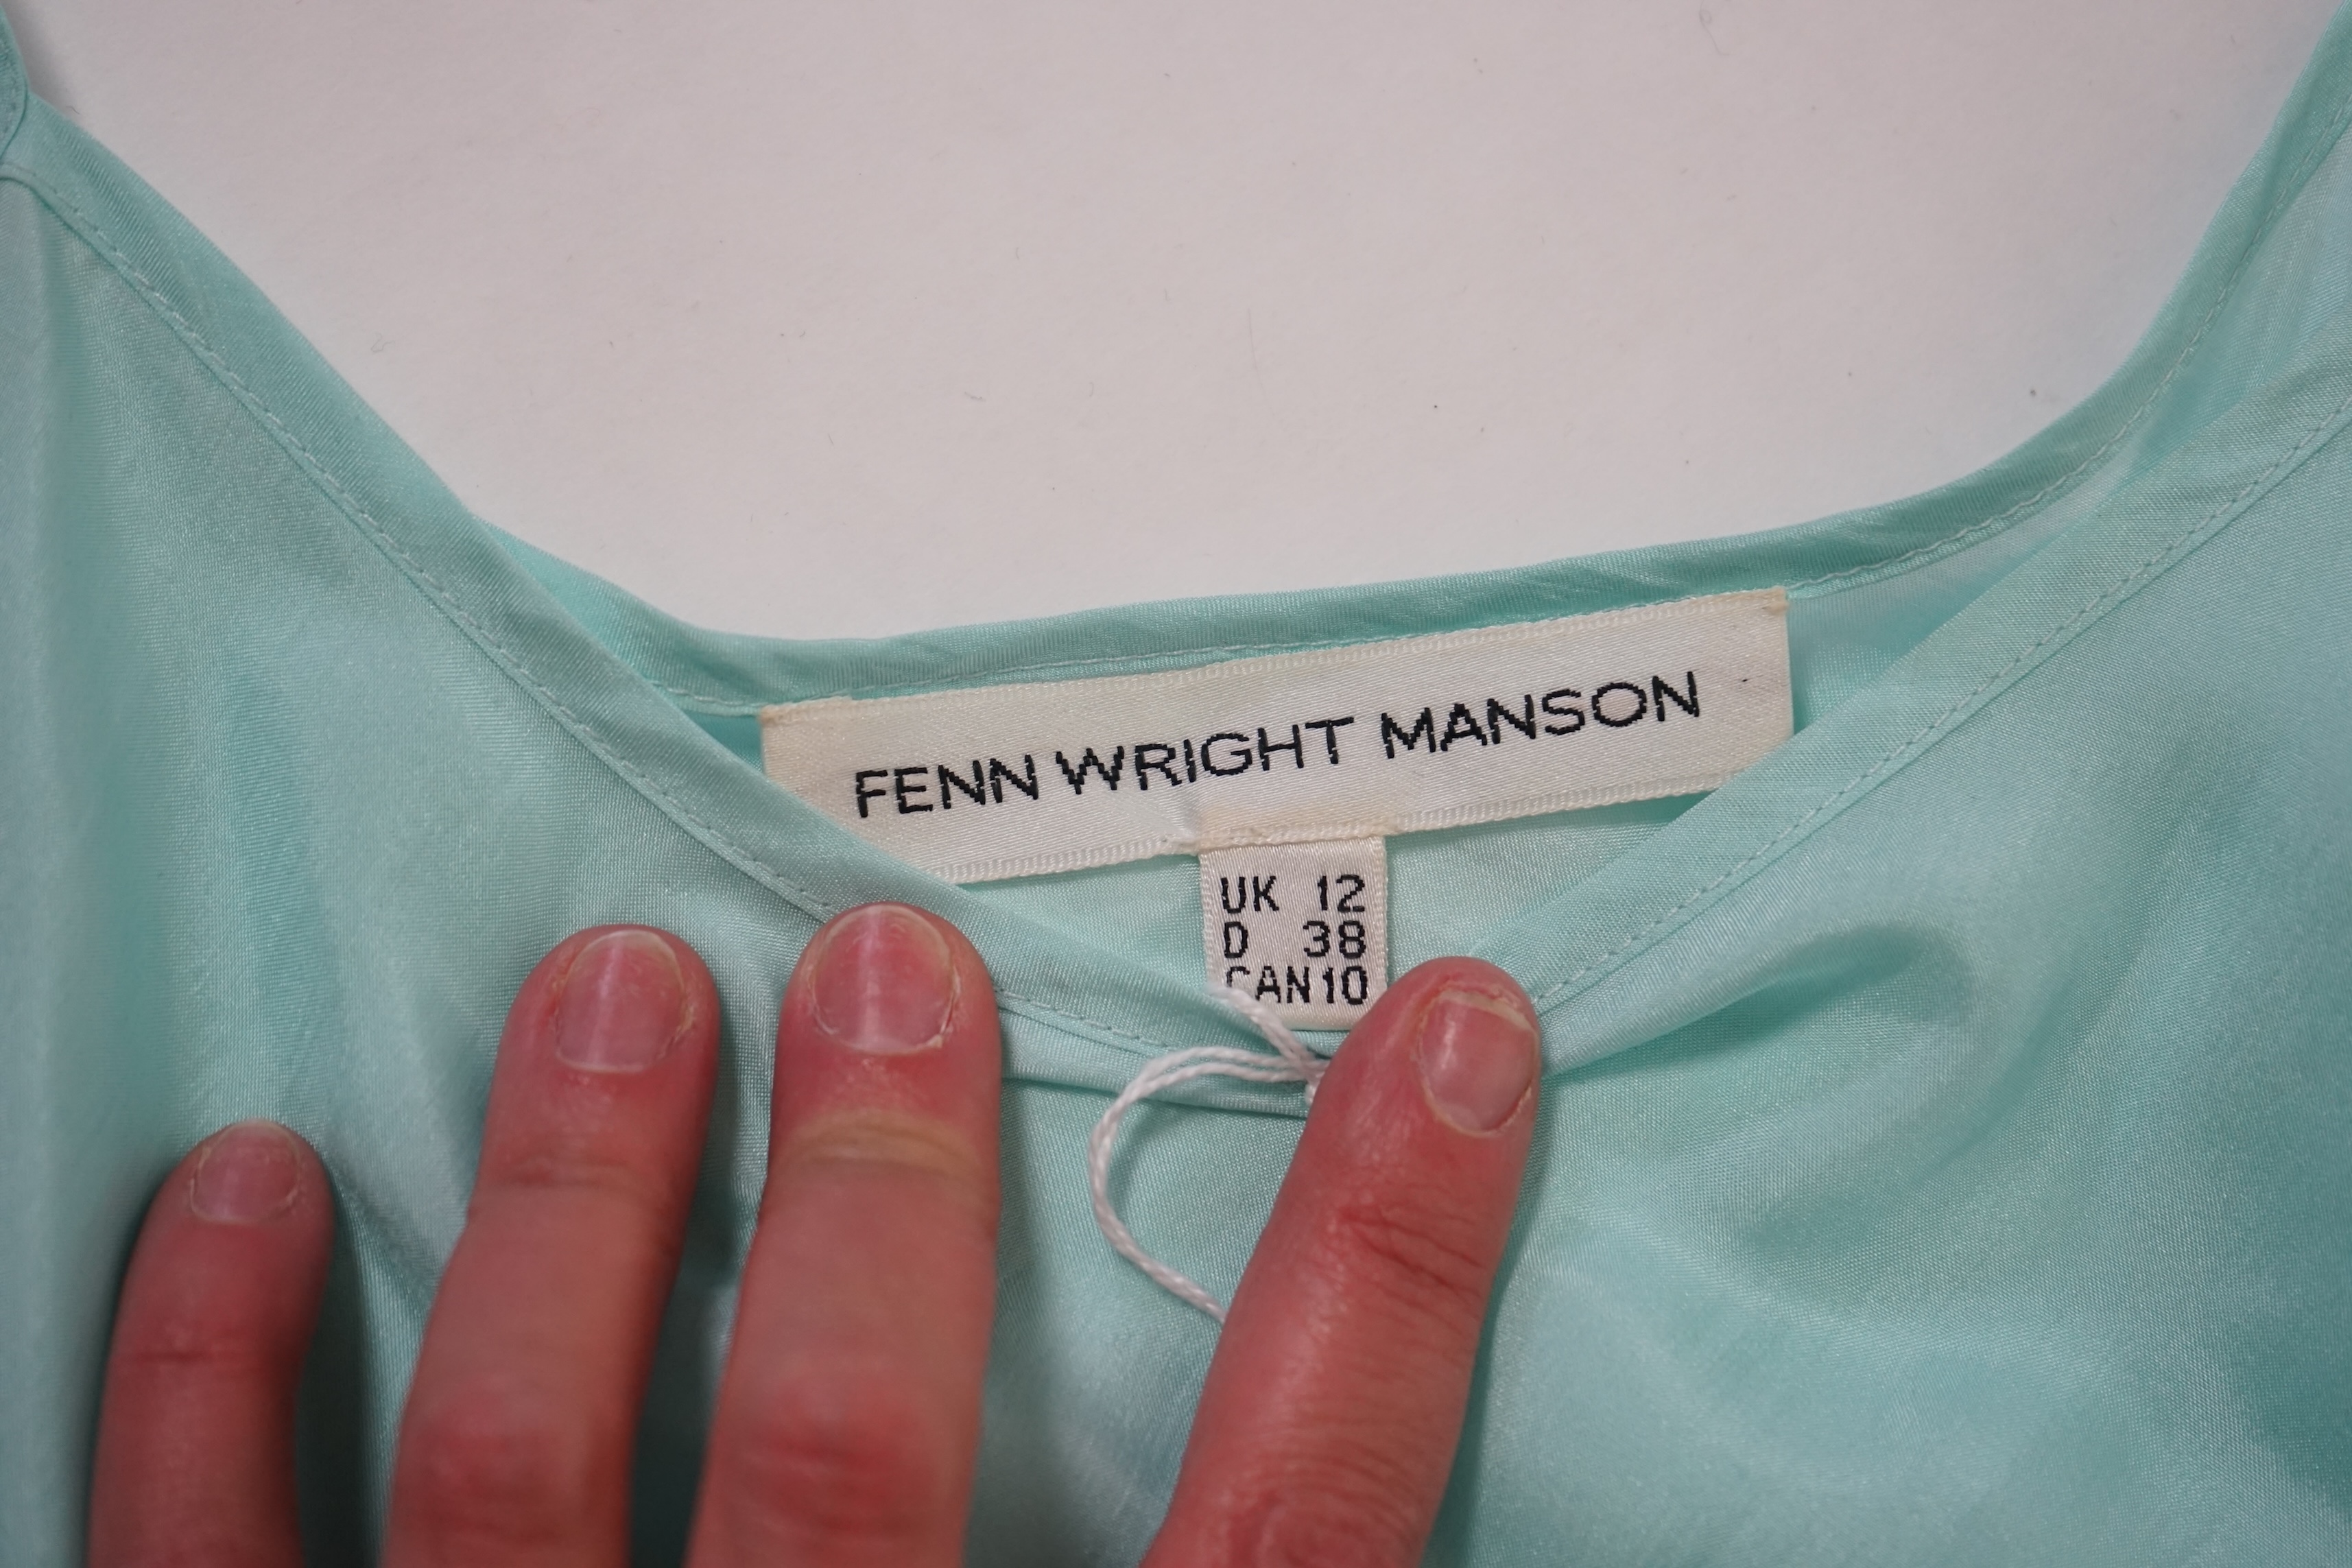 FENN WRIGHT MANSON
UK 12
D 38
CAN 10